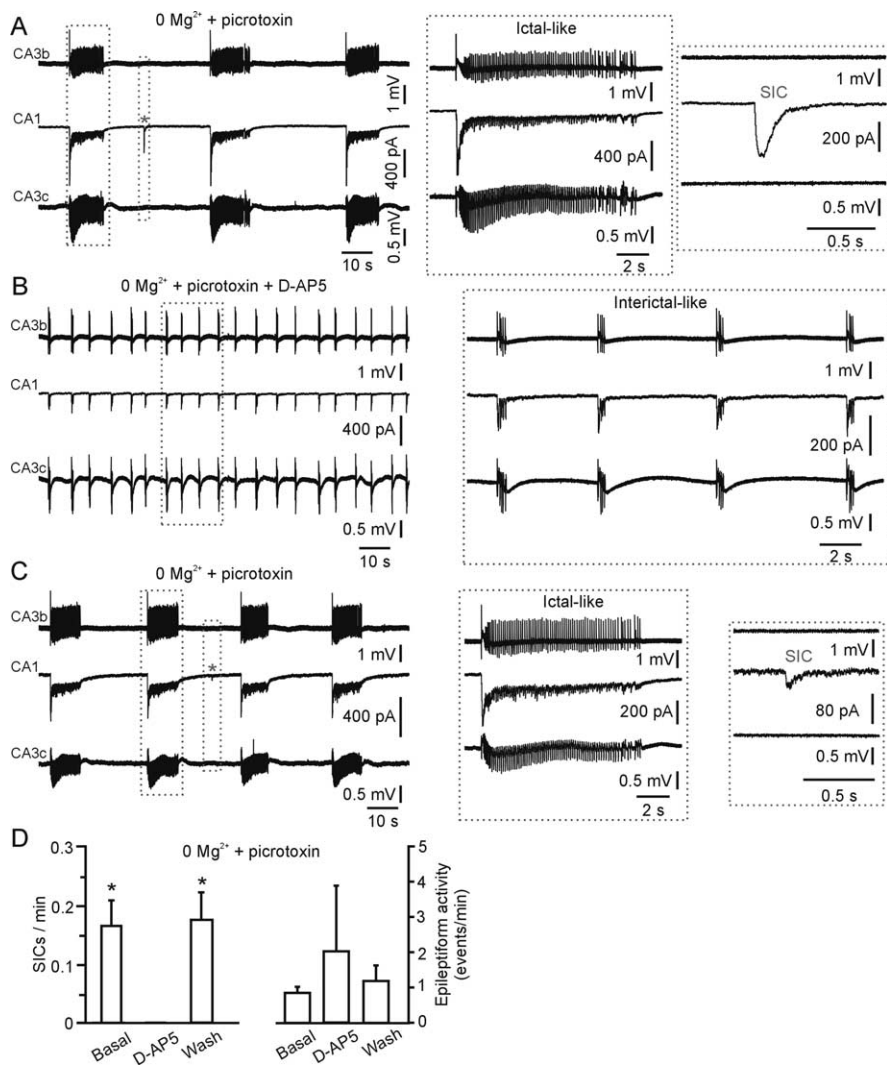 A
0 Mg²⁺ + picrotoxin
CA3b
1 mV
CA1
*
400 pA
CA3c
0.5 mV
10 s
Ictal-like
1 mV
400 pA
0.5 mV
2 s
1 mV
SIC
200 pA
0.5 mV
0.5 s
B
0 Mg²⁺ + picrotoxin + D-AP5
CA3b
1 mV
CA1
400 pA
CA3c
0.5 mV
10 s
Interictal-like
1 mV
200 pA
0.5 mV
2 s
C
0 Mg²⁺ + picrotoxin
CA3b
1 mV
CA1
*
400 pA
CA3c
0.5 mV
10 s
Ictal-like
1 mV
200 pA
0.5 mV
2 s
SIC
1 mV
80 pA
0.5 mV
0.5 s
D
0 Mg²⁺ + picrotoxin
SICs / min
0.3
0.2
0.1
0
* *
Basal D-AP5 Wash
5
4
3
2
1
0
Epileptiform activity
(events/min)
Basal D-AP5 Wash